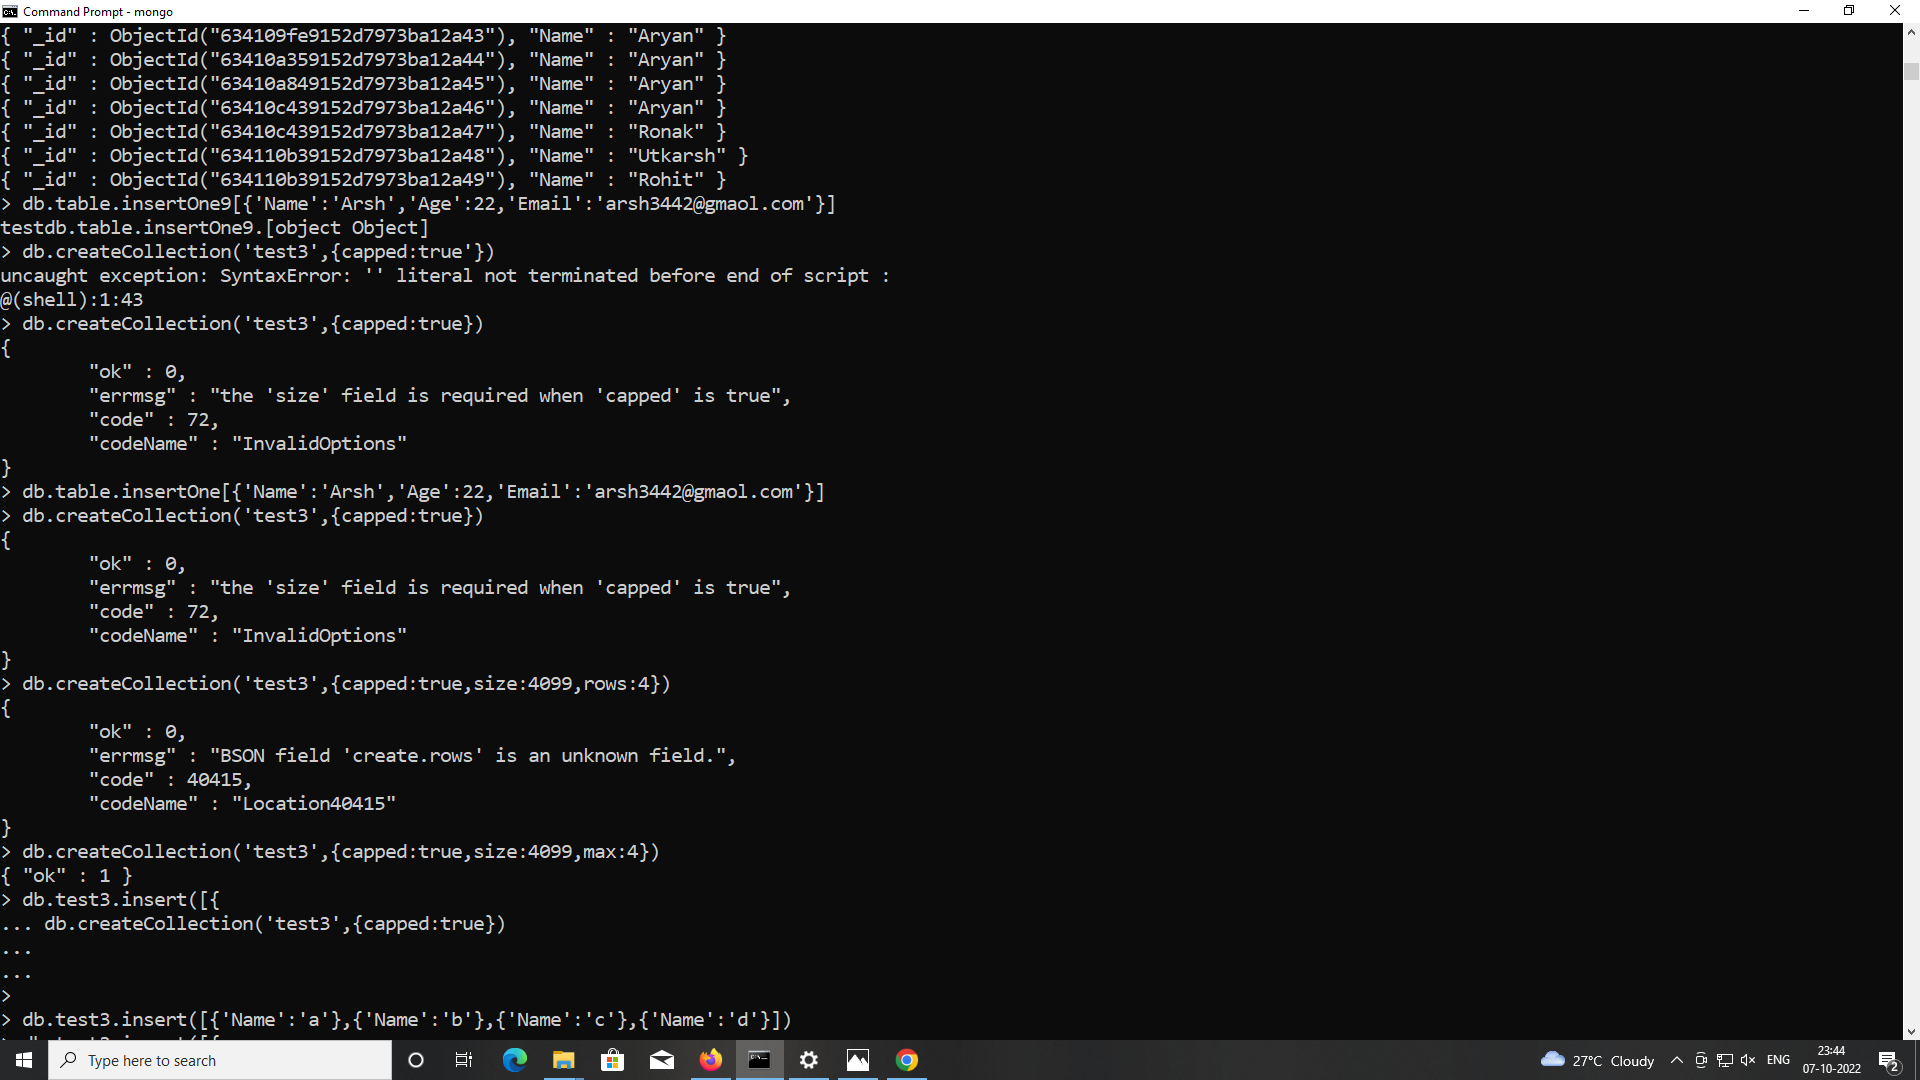 Command Prompt - mongo
{ "_id" : ObjectId("634109fe9152d7973ba12a43"), "Name" : "Aryan" }
{ "_id" : ObjectId("63410a359152d7973ba12a44"), "Name" : "Aryan" }
{ "_id" : ObjectId("63410a849152d7973ba12a45"), "Name" : "Aryan" }
{ "_id" : ObjectId("63410c439152d7973ba12a46"), "Name" : "Aryan" }
{ "_id" : ObjectId("63410c439152d7973ba12a47"), "Name" : "Ronak" }
{ "_id" : ObjectId("634110b39152d7973ba12a48"), "Name" : "Utkarsh" }
{ "_id" : ObjectId("634110b39152d7973ba12a49"), "Name" : "Rohit" }
> db.table.insertOne9[{'Name':'Arsh','Age':22,'Email':'arsh3442@gmaol.com'}]
testdb.table.insertOne9.[object Object]
> db.createCollection('test3',{capped:true'})
uncaught exception: SyntaxError: '' literal not terminated before end of script :
@(shell):1:43
> db.createCollection('test3',{capped:true})
{
"ok" : 0,
"errmsg" : "the 'size' field is required when 'capped' is true",
"code" : 72,
"codeName" : "InvalidOptions"
}
> db.table.insertOne[{'Name':'Arsh','Age':22,'Email':'arsh3442@gmaol.com'}]
> db.createCollection('test3',{capped:true})
{
"ok" : 0,
"errmsg" : "the 'size' field is required when 'capped' is true",
"code" : 72,
"codeName" : "InvalidOptions"
}
> db.createCollection('test3',{capped:true,size:4099,rows:4})
{
"ok" : 0,
"errmsg" : "BSON field 'create.rows' is an unknown field.",
"code" : 40415,
"codeName" : "Location40415"
}
> db.createCollection('test3',{capped:true,size:4099,max:4})
{ "ok" : 1 }
> db.test3.insert([{
... db.createCollection('test3',{capped:true})
...
...
>
> db.test3.insert([{'Name':'a'},{'Name':'b'},{'Name':'c'},{'Name':'d'}])
Type here to search
27°C Cloudy
ENG
23:44
07-10-2022
2